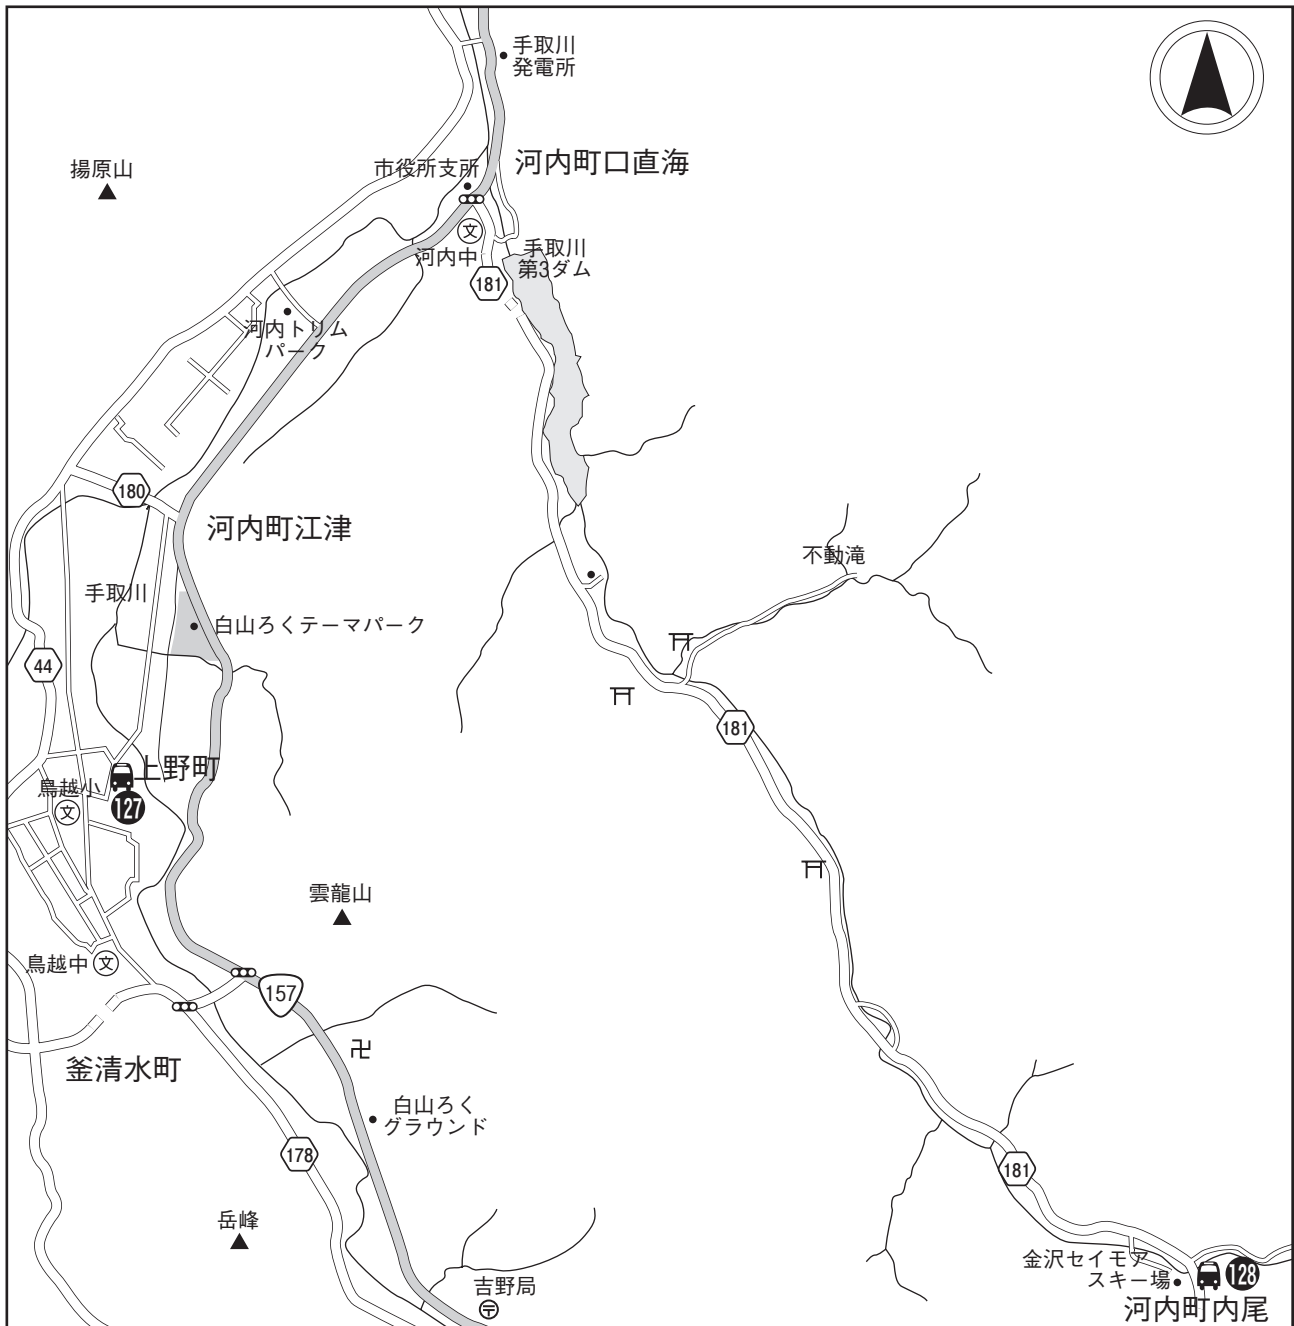 手取川
発電所
揚原山
市役所支所
河内町口直海
文
河内中
手取川
第3ダム
181
河内トリム
パーク
180
河内町江津
不動滝
手取川
白山ろくテーマパーク
44
181
上野町
鳥越小
文
127
雲龍山
鳥越中
文
157
釜清水町
白山ろく
グラウンド
178
181
岳峰
金沢セイモア
スキー場
128
吉野局
河内町内尾